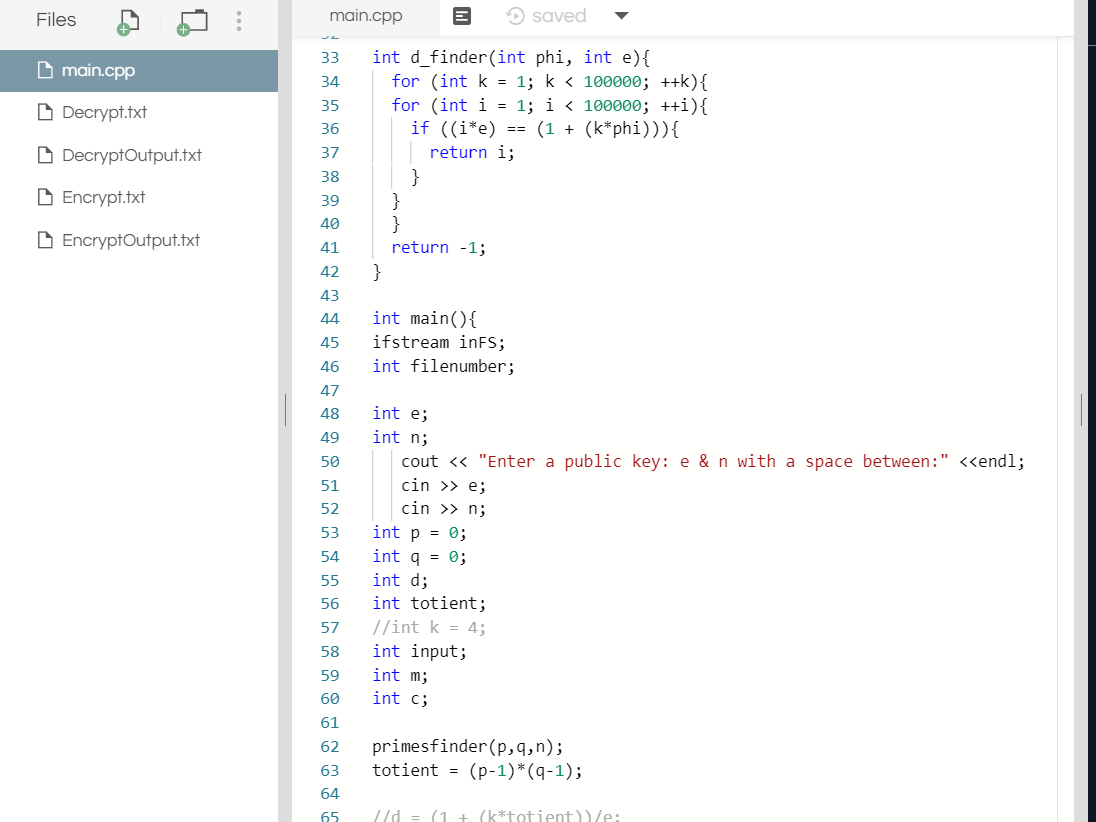 Files
main.cpp
Decrypt.txt
DecryptOutput.txt
Encrypt.txt
EncryptOutput.txt
main.cpp saved
32
33 int d_finder(int phi, int e){
34 for (int k = 1; k < 100000; ++k){
35 for (int i = 1; i < 100000; ++i){
36 if ((i*e) == (1 + (k*phi))){
37 return i;
38 }
39 }
40 }
41 return -1;
42 }
43
44 int main(){
45 ifstream inFS;
46 int filenumber;
47
48 int e;
49 int n;
50 cout << "Enter a public key: e & n with a space between:" <<endl;
51 cin >> e;
52 cin >> n;
53 int p = 0;
54 int q = 0;
55 int d;
56 int totient;
57 //int k = 4;
58 int input;
59 int m;
60 int c;
61
62 primesfinder(p,q,n);
63 totient = (p-1)*(q-1);
64
65 //d = (1 + (k*totient))/e;